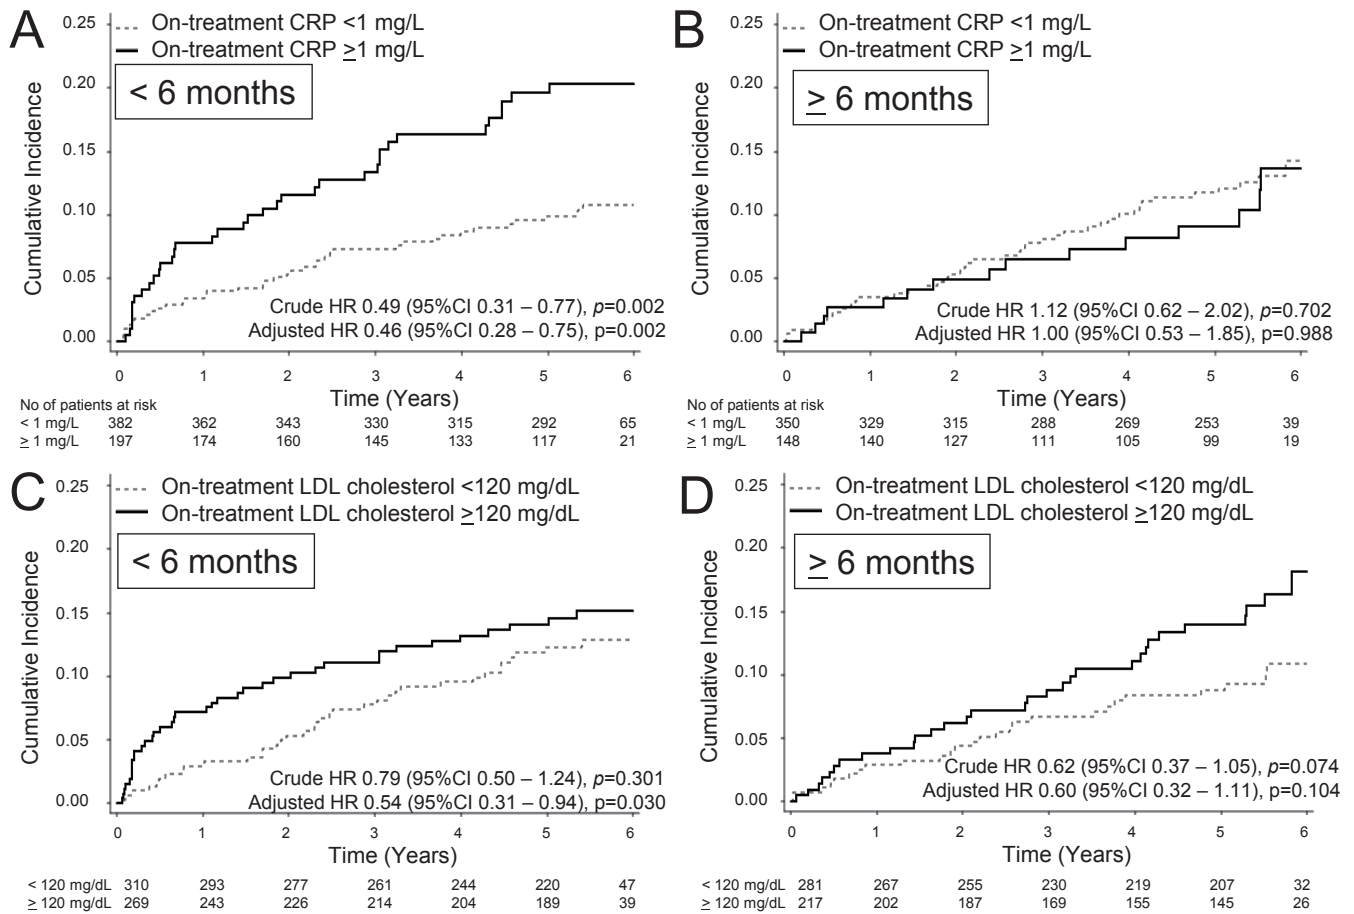 A
On-treatment CRP <1 mg/L
On-treatment CRP ≥1 mg/L
< 6 months
Cumulative Incidence
0.25
0.20
0.15
0.10
0.05
0.00
Crude HR 0.49 (95%CI 0.31 – 0.77), p=0.002
Adjusted HR 0.46 (95%CI 0.28 – 0.75), p=0.002
0 1 2 3 4 5 6
Time (Years)
No of patients at risk
< 1 mg/L 382 362 343 330 315 292 65
≥ 1 mg/L 197 174 160 145 133 117 21
B
On-treatment CRP <1 mg/L
On-treatment CRP ≥1 mg/L
≥ 6 months
Cumulative Incidence
0.25
0.20
0.15
0.10
0.05
0.00
Crude HR 1.12 (95%CI 0.62 – 2.02), p=0.702
Adjusted HR 1.00 (95%CI 0.53 – 1.85), p=0.988
0 1 2 3 4 5 6
Time (Years)
No of patients at risk
< 1 mg/L 350 329 315 288 269 253 39
≥ 1 mg/L 148 140 127 111 105 99 19
C
On-treatment LDL cholesterol <120 mg/dL
On-treatment LDL cholesterol ≥120 mg/dL
< 6 months
Cumulative Incidence
0.25
0.20
0.15
0.10
0.05
0.00
Crude HR 0.79 (95%CI 0.50 – 1.24), p=0.301
Adjusted HR 0.54 (95%CI 0.31 – 0.94), p=0.030
0 1 2 3 4 5 6
Time (Years)
< 120 mg/dL 310 293 277 261 244 220 47
≥ 120 mg/dL 269 243 226 214 204 189 39
D
On-treatment LDL cholesterol <120 mg/dL
On-treatment LDL cholesterol ≥120 mg/dL
≥ 6 months
Cumulative Incidence
0.25
0.20
0.15
0.10
0.05
0.00
Crude HR 0.62 (95%CI 0.37 – 1.05), p=0.074
Adjusted HR 0.60 (95%CI 0.32 – 1.11), p=0.104
0 1 2 3 4 5 6
Time (Years)
< 120 mg/dL 281 267 255 230 219 207 32
≥ 120 mg/dL 217 202 187 169 155 145 26